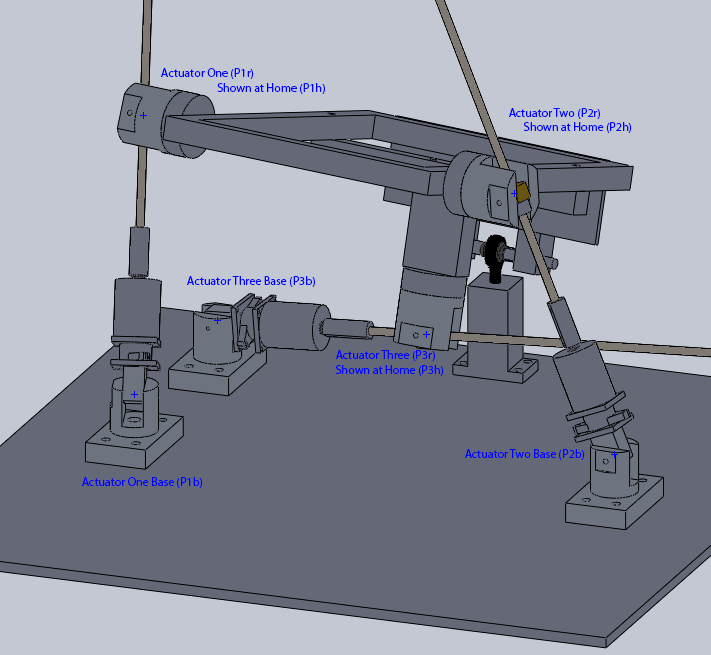 Actuator One (P1r)
Shown at Home (P1h)
Actuator Two (P2r)
Shown at Home (P2h)
Actuator Three Base (P3b)
Actuator Three (P3r)
Shown at Home (P3h)
Actuator Two Base (P2b)
Actuator One Base (P1b)